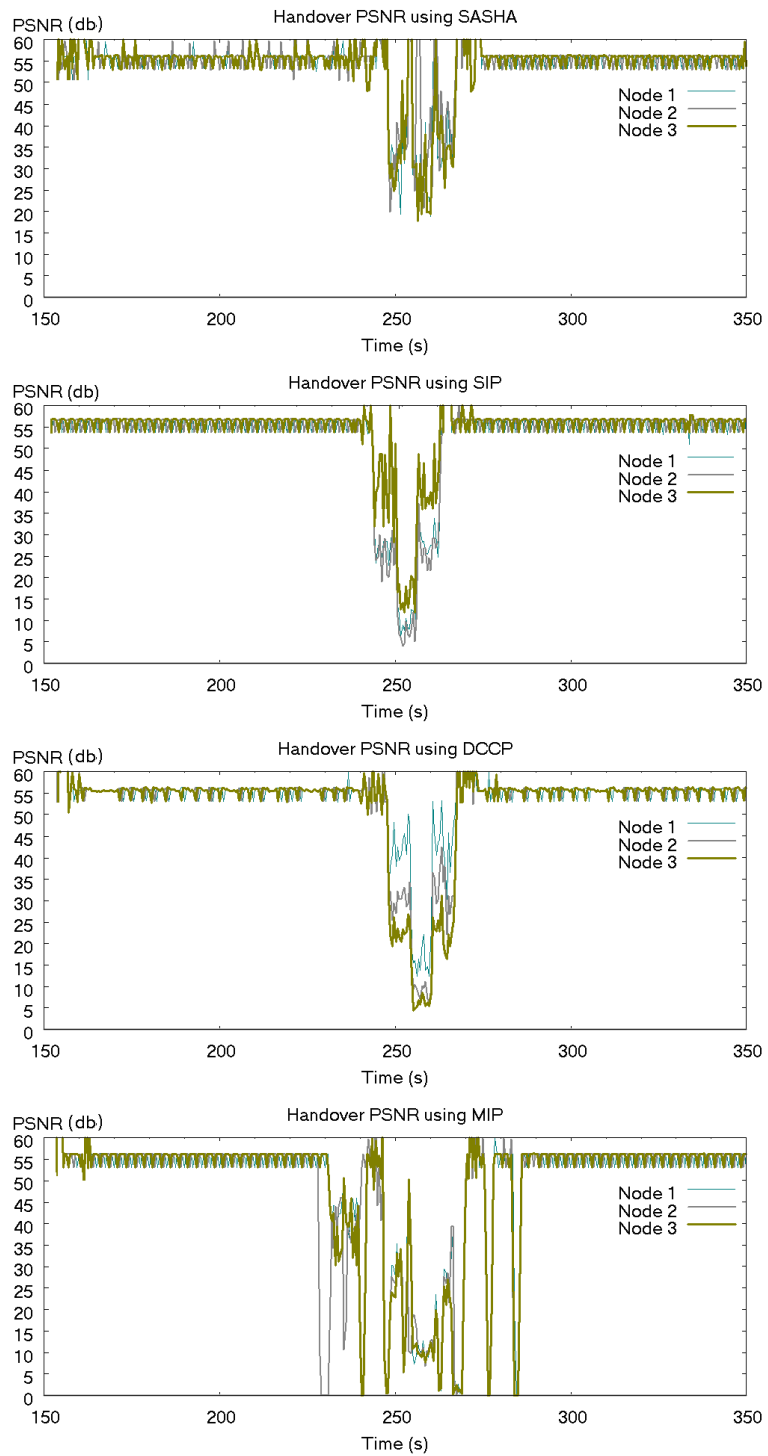 Handover PSNR using SASHA
PSNR (db)
60
55
50
45
40
35
30
25
20
15
10
5
0
Node 1
Node 2
Node 3
150 200 250 300 350
Time (s)
Handover PSNR using SIP
PSNR (db)
60
55
50
45
40
35
30
25
20
15
10
5
0
Node 1
Node 2
Node 3
150 200 250 300 350
Time (s)
Handover PSNR using DCCP
PSNR (db)
60
55
50
45
40
35
30
25
20
15
10
5
0
Node 1
Node 2
Node 3
150 200 250 300 350
Time (s)
Handover PSNR using MIP
PSNR (db)
60
55
50
45
40
35
30
25
20
15
10
5
0
Node 1
Node 2
Node 3
150 200 250 300 350
Time (s)